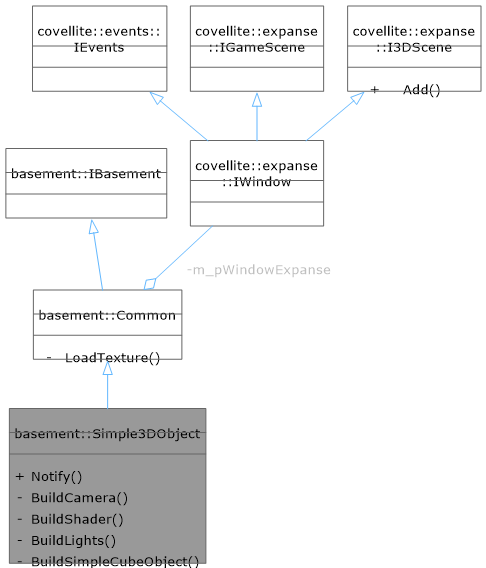 covellite::events::
IEvents
covellite::expanse
::IGameScene
covellite::expanse
::I3DScene
+ Add()
basement::IBasement
covellite::expanse
::IWindow
-m_pWindowExpanse
basement::Common
- LoadTexture()
basement::Simple3DObject
+ Notify()
- BuildCamera()
- BuildShader()
- BuildLights()
- BuildSimpleCubeObject()